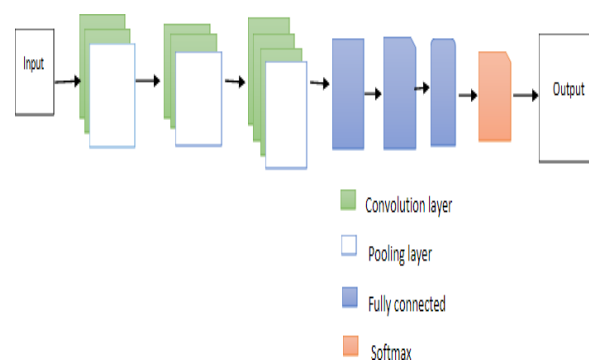 Input
Output
Convolution layer
Pooling layer
Fully connected
Softmax